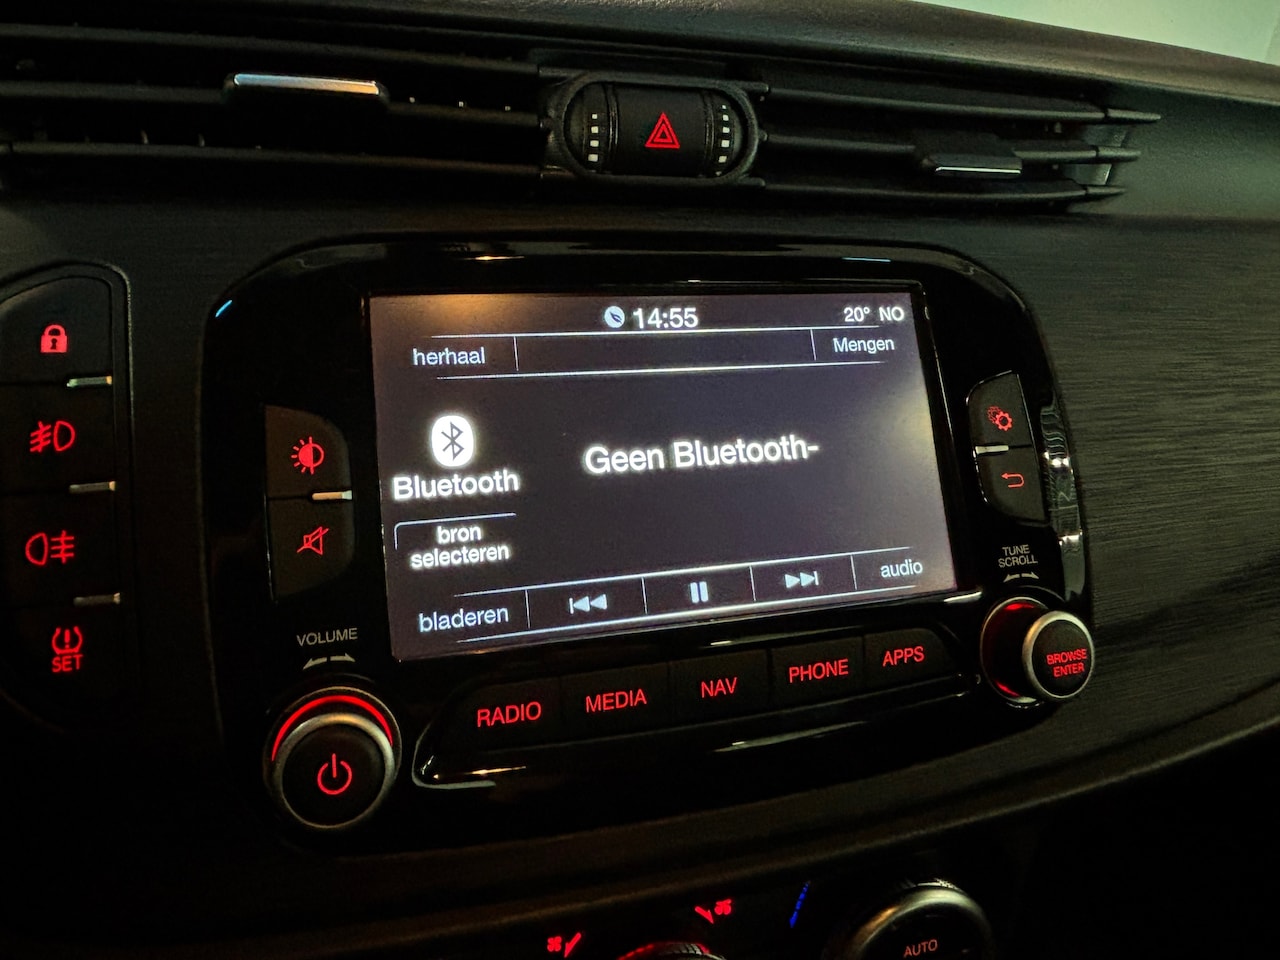 14:55
20° NO
herhaal
Mengen
Bluetooth
Geen Bluetooth-
bron
selecteren
bladeren
audio
SET
VOLUME
TUNE
SCROLL
RADIO
MEDIA
NAV
PHONE
APPS
BROWSE
ENTER
AUTO